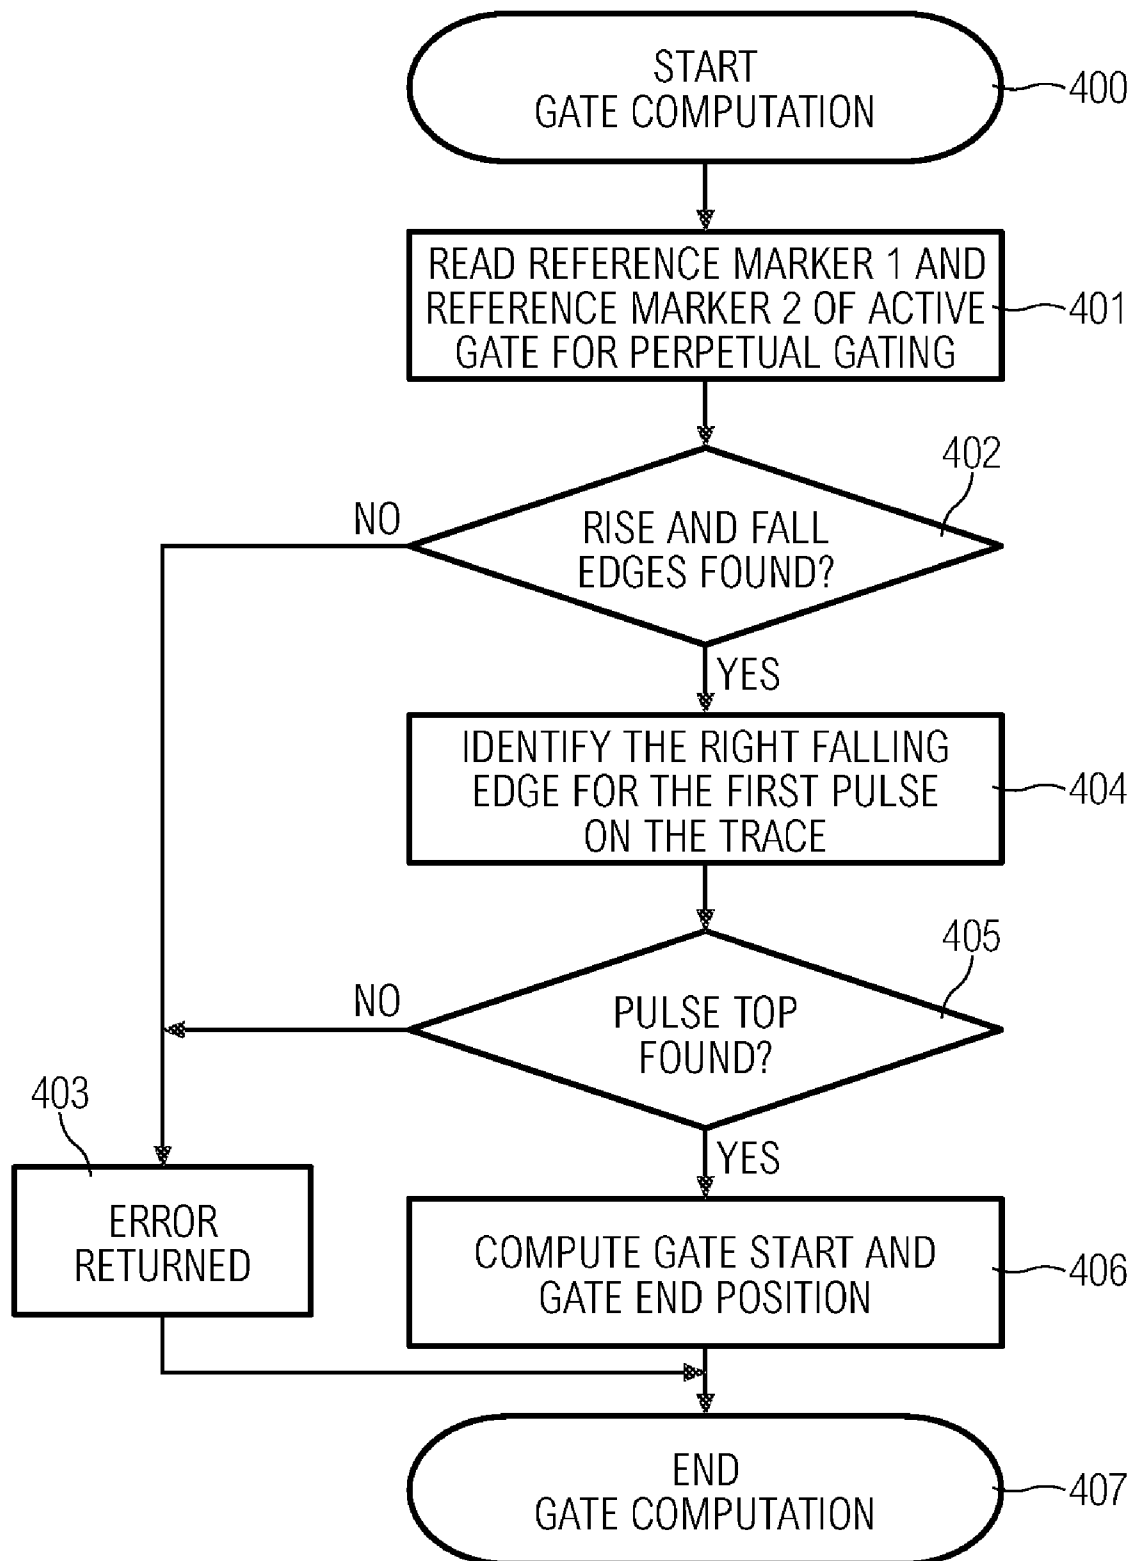 START
GATE COMPUTATION
400
READ REFERENCE MARKER 1 AND
REFERENCE MARKER 2 OF ACTIVE
GATE FOR PERPETUAL GATING
401
402
NO
RISE AND FALL
EDGES FOUND?
YES
IDENTIFY THE RIGHT FALLING
EDGE FOR THE FIRST PULSE
ON THE TRACE
404
405
NO
PULSE TOP
FOUND?
403
YES
ERROR
RETURNED
COMPUTE GATE START AND
GATE END POSITION
406
END
GATE COMPUTATION
407